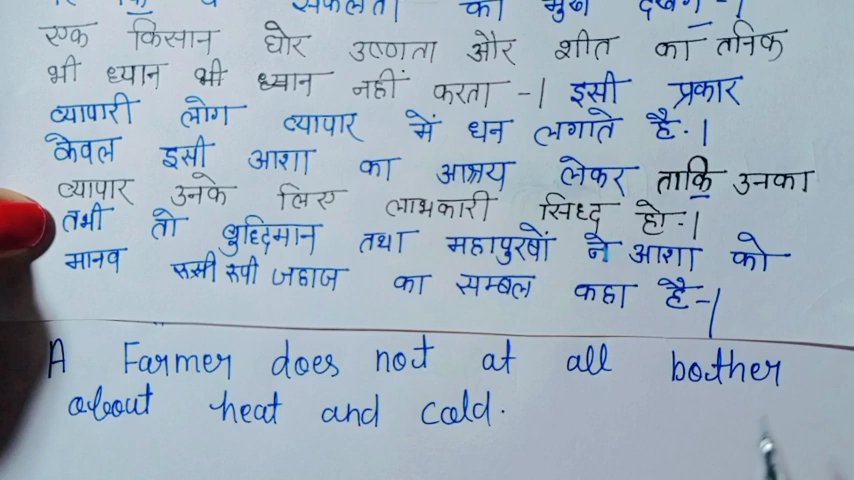 सफलता का मुख देखेंगे -|
एक किसान घोर उष्णता और शीत का तनिक
भी ध्यान भी ध्यान नहीं करता -| इसी प्रकार
व्यापारी लोग व्यापार में धन लगाते है -|
केवल इसी आशा का आश्रय लेकर ताकि उनका
व्यापार उनके लिए लाभकारी सिध्द हो -|
तभी तो बुध्दिमान तथा महापुरषों ने आशा को
मानव रूपी जहाज का सम्बल कहा है -|
A Farmer does not at all bother
about heat and cold.